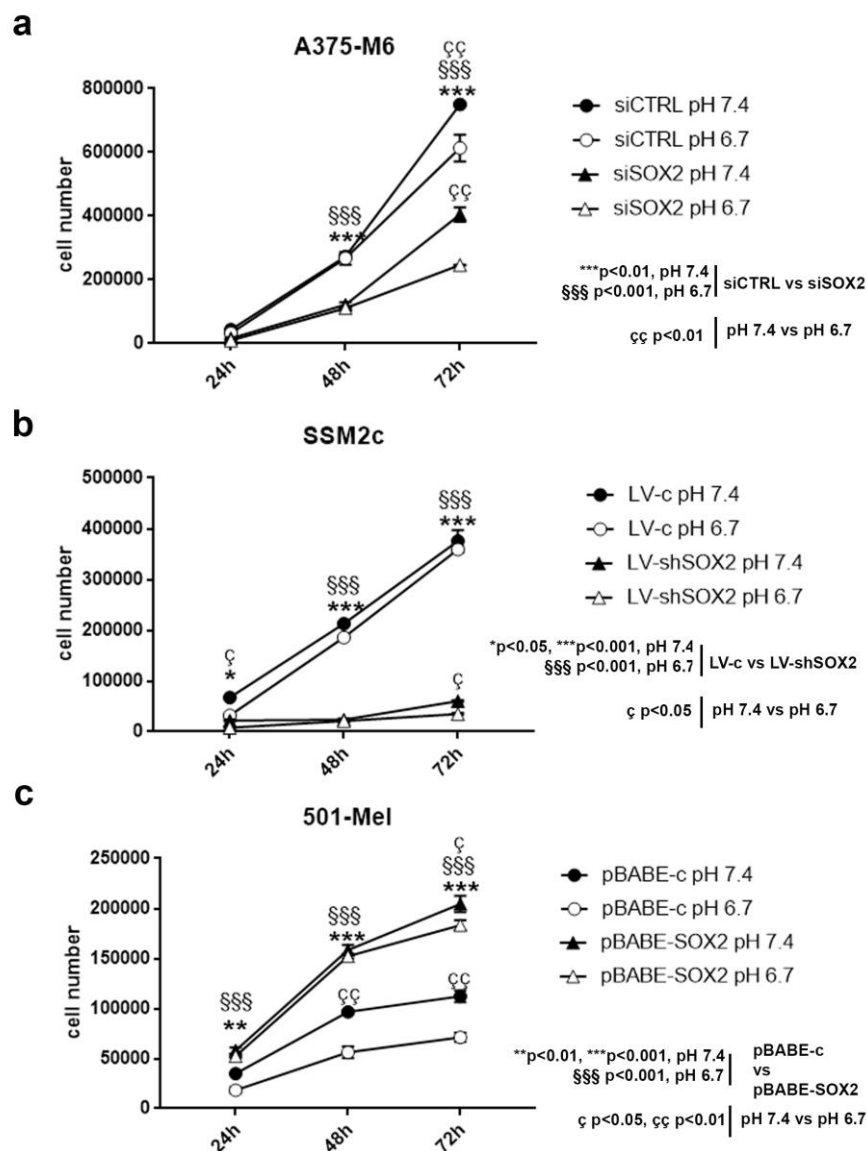 a
A375-M6
çç
§§§
***
800000
600000
400000
200000
0
cell number
§§§
***
çç
24h
48h
72h
siCTRL pH 7.4
siCTRL pH 6.7
siSOX2 pH 7.4
siSOX2 pH 6.7
***p<0.01, pH 7.4
§§§ p<0.001, pH 6.7
siCTRL vs siSOX2
çç p<0.01
pH 7.4 vs pH 6.7
b
SSM2c
500000
400000
300000
200000
100000
0
cell number
ç
*
§§§
***
§§§
***
ç
24h
48h
72h
LV-c pH 7.4
LV-c pH 6.7
LV-shSOX2 pH 7.4
LV-shSOX2 pH 6.7
*p<0.05, ***p<0.001, pH 7.4
§§§ p<0.001, pH 6.7
LV-c vs LV-shSOX2
ç p<0.05
pH 7.4 vs pH 6.7
c
501-Mel
250000
200000
150000
100000
50000
0
cell number
§§§
**
§§§
***
çç
ç
§§§
***
çç
24h
48h
72h
pBABE-c pH 7.4
pBABE-c pH 6.7
pBABE-SOX2 pH 7.4
pBABE-SOX2 pH 6.7
**p<0.01, ***p<0.001, pH 7.4
§§§ p<0.001, pH 6.7
pBABE-c
vs
pBABE-SOX2
ç p<0.05, çç p<0.01
pH 7.4 vs pH 6.7